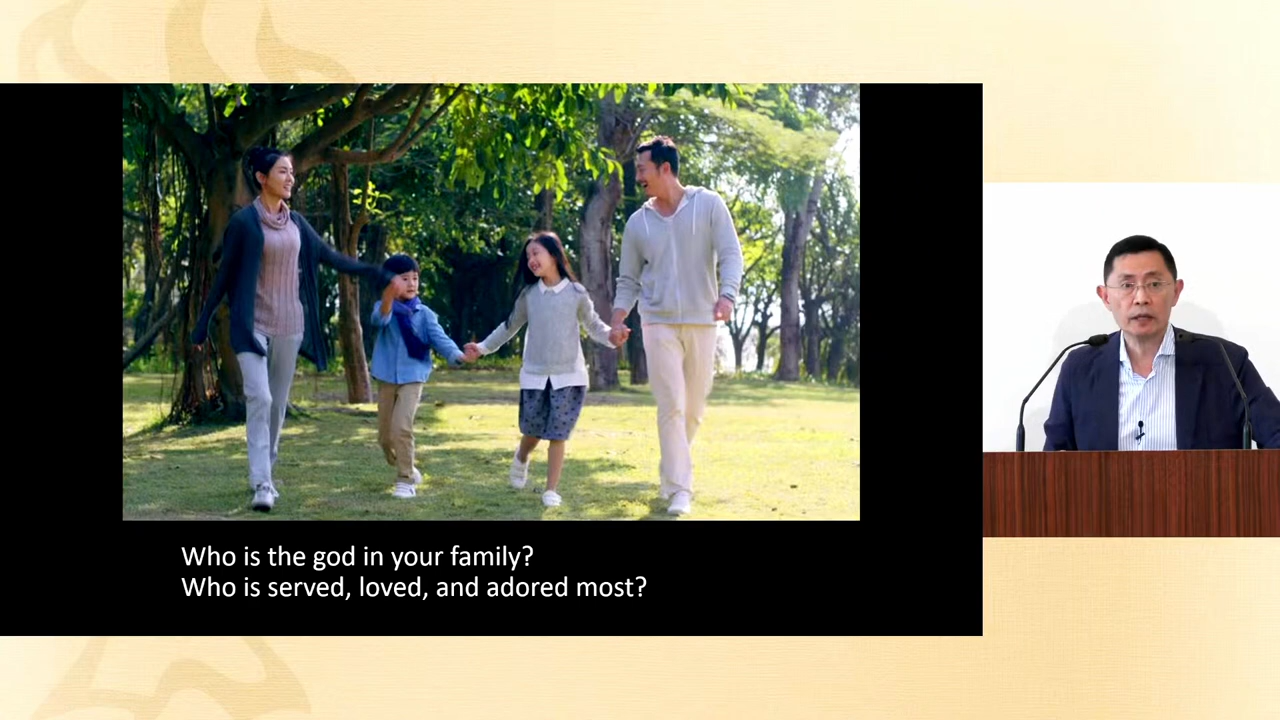 Who is the god in your family?
Who is served, loved, and adored most?